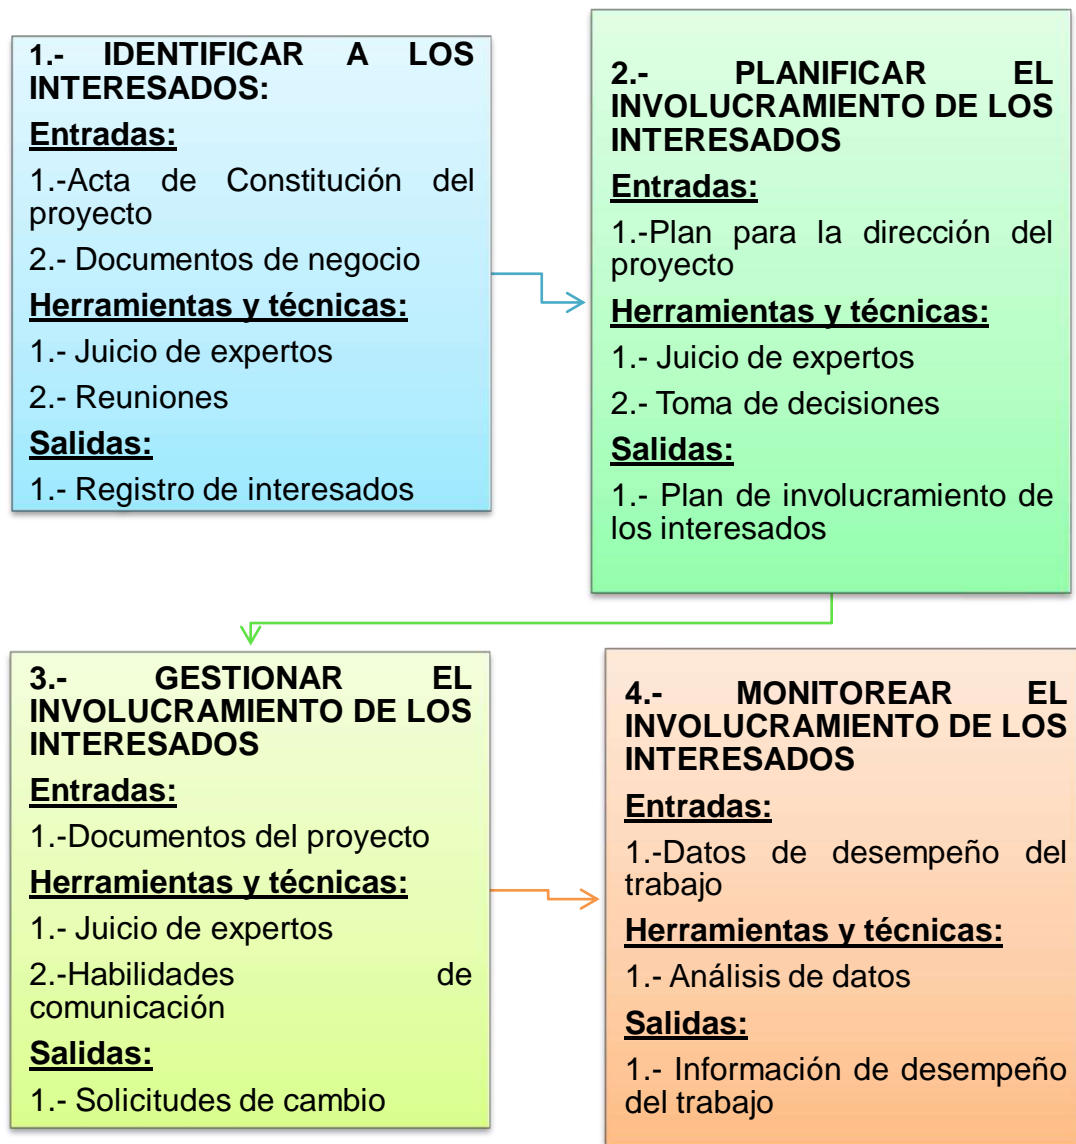 1.- IDENTIFICAR A LOS
INTERESADOS:
Entradas:
1.-Acta de Constitución del
proyecto
2.- Documentos de negocio
Herramientas y técnicas:
1.- Juicio de expertos
2.- Reuniones
Salidas:
1.- Registro de interesados
2.- PLANIFICAR EL
INVOLUCRAMIENTO DE LOS
INTERESADOS
Entradas:
1.-Plan para la dirección del
proyecto
Herramientas y técnicas:
1.- Juicio de expertos
2.- Toma de decisiones
Salidas:
1.- Plan de involucramiento de
los interesados
3.- GESTIONAR EL
INVOLUCRAMIENTO DE LOS
INTERESADOS
Entradas:
1.-Documentos del proyecto
Herramientas y técnicas:
1.- Juicio de expertos
2.-Habilidades de
comunicación
Salidas:
1.- Solicitudes de cambio
4.- MONITOREAR EL
INVOLUCRAMIENTO DE LOS
INTERESADOS
Entradas:
1.-Datos de desempeño del
trabajo
Herramientas y técnicas:
1.- Análisis de datos
Salidas:
1.- Información de desempeño
del trabajo